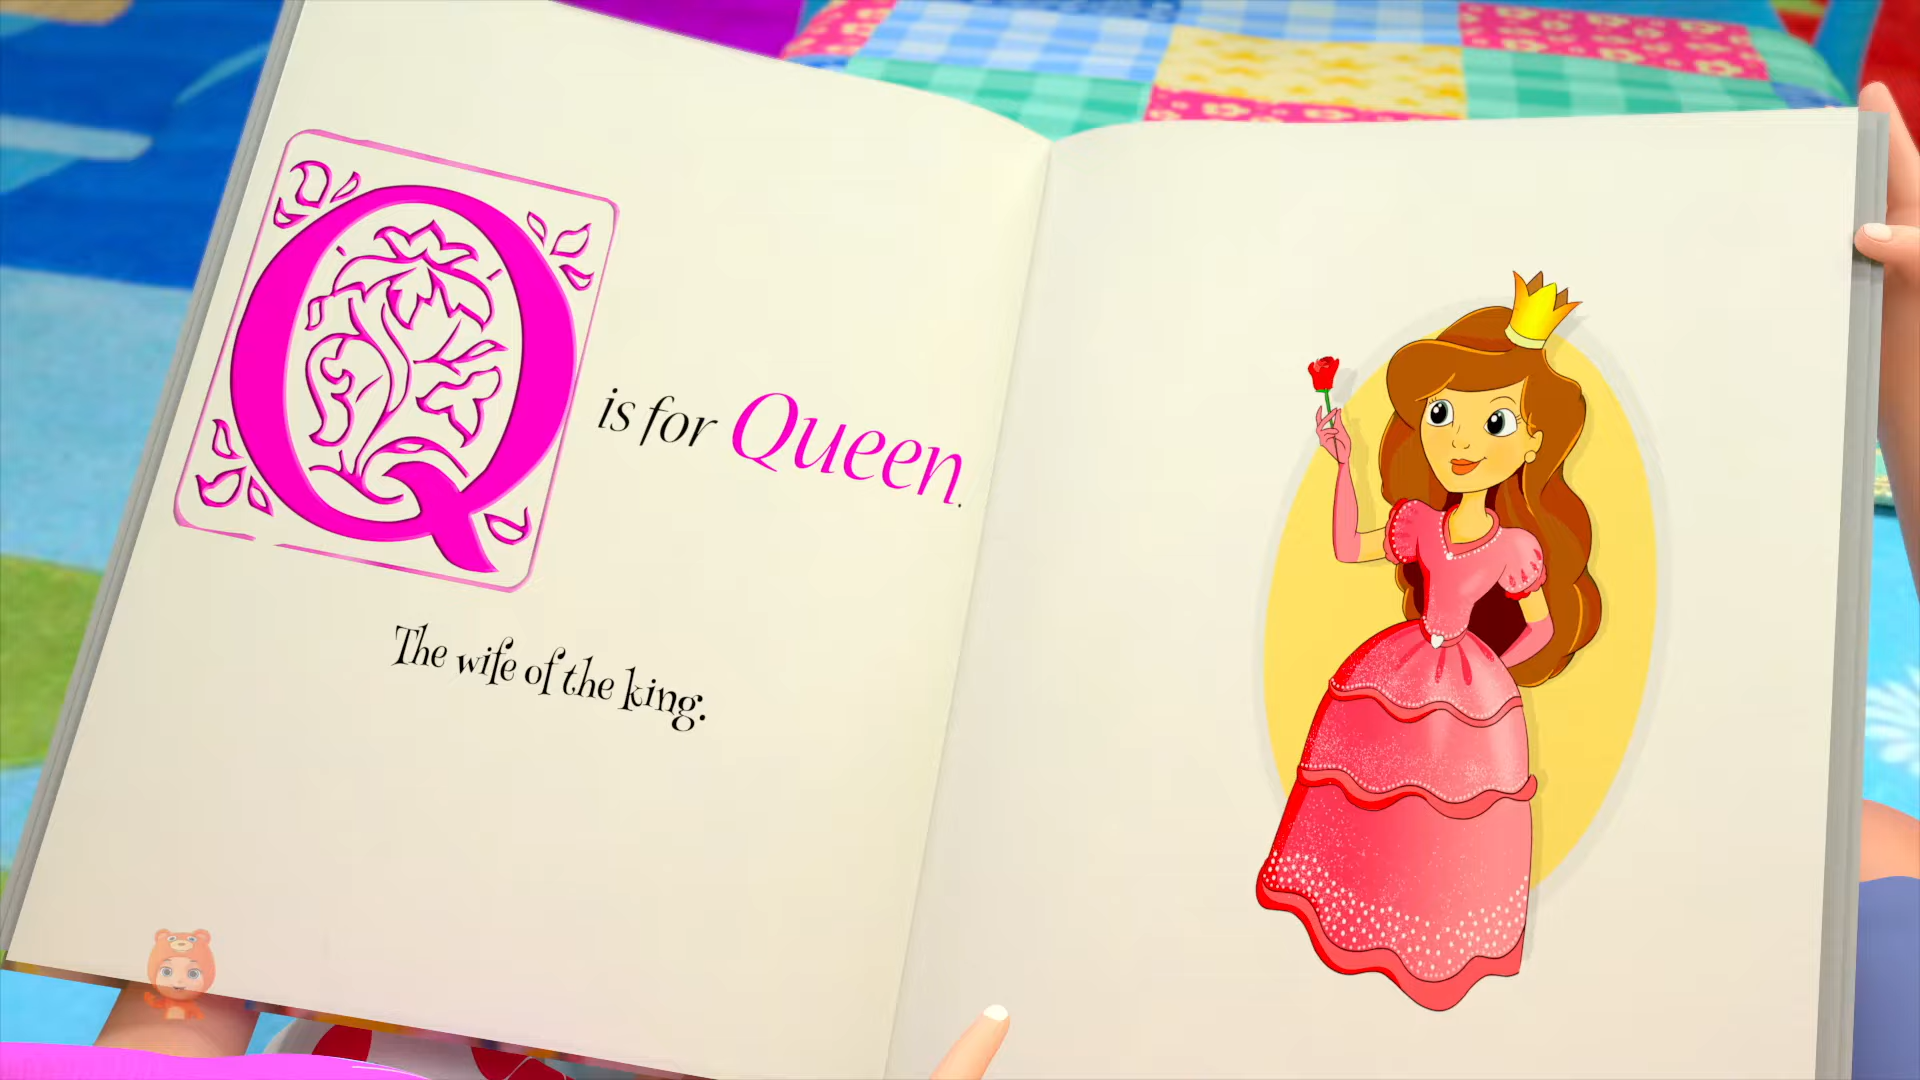 Q is for Queen.
The wife of the king.